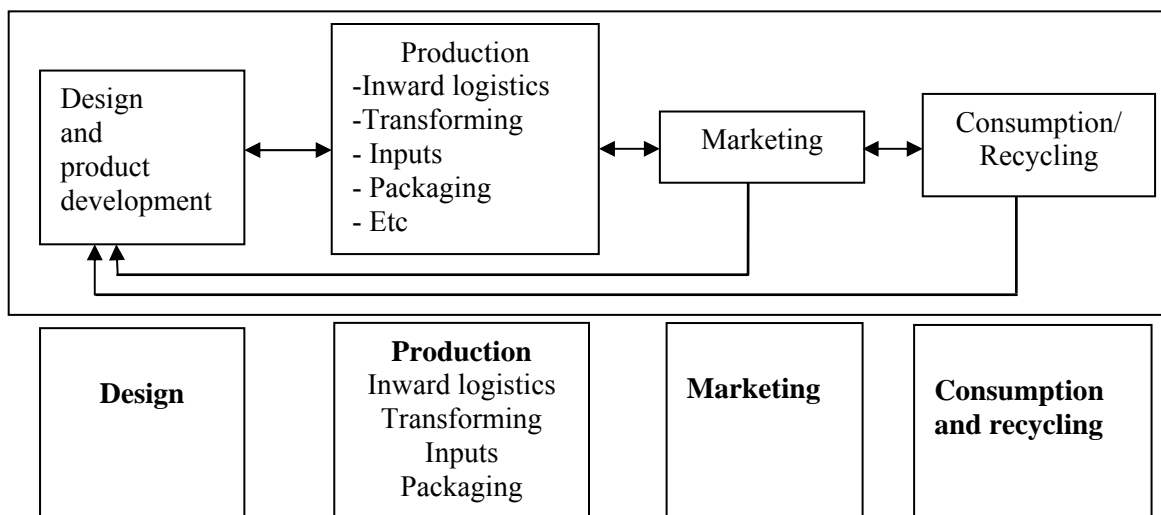 Design
and
product
development
Production
-Inward logistics
-Transforming
- Inputs
- Packaging
- Etc
Marketing
Consumption/
Recycling
Design
Production
Inward logistics
Transforming
Inputs
Packaging
Marketing
Consumption
and recycling